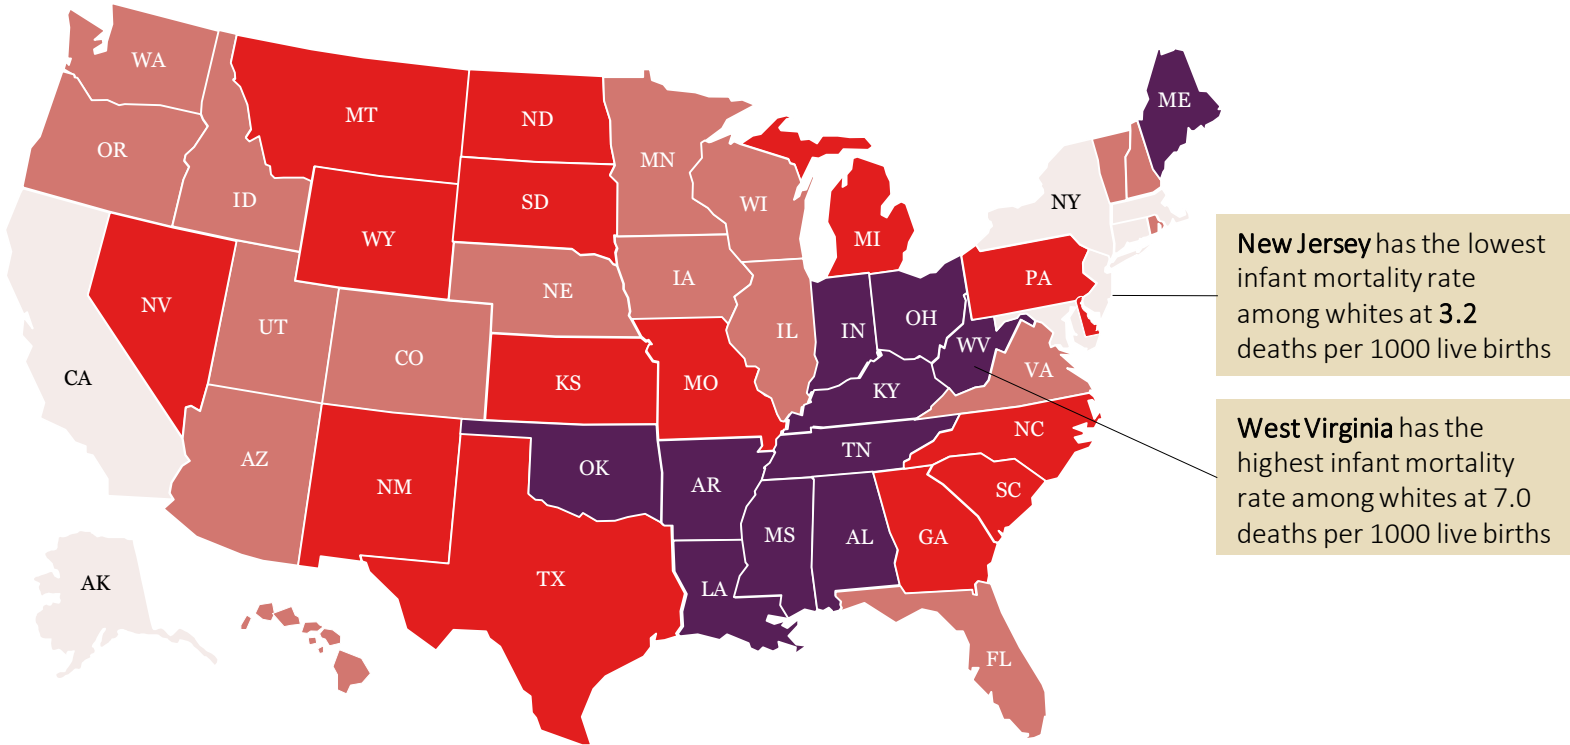 WA
MT
ND
ME
OR
MN
ID
SD
WI
NY
WY
MI
New Jersey has the lowest
infant mortality rate
among whites at 3.2
deaths per 1000 live births
NV
UT
NE
IA
PA
CO
IL
IN
OH
WV
VA
CA
KS
MO
KY
West Virginia has the
highest infant mortality
rate among whites at 7.0
deaths per 1000 live births
AZ
NM
OK
AR
TN
NC
SC
MS
AL
GA
AK
TX
LA
FL